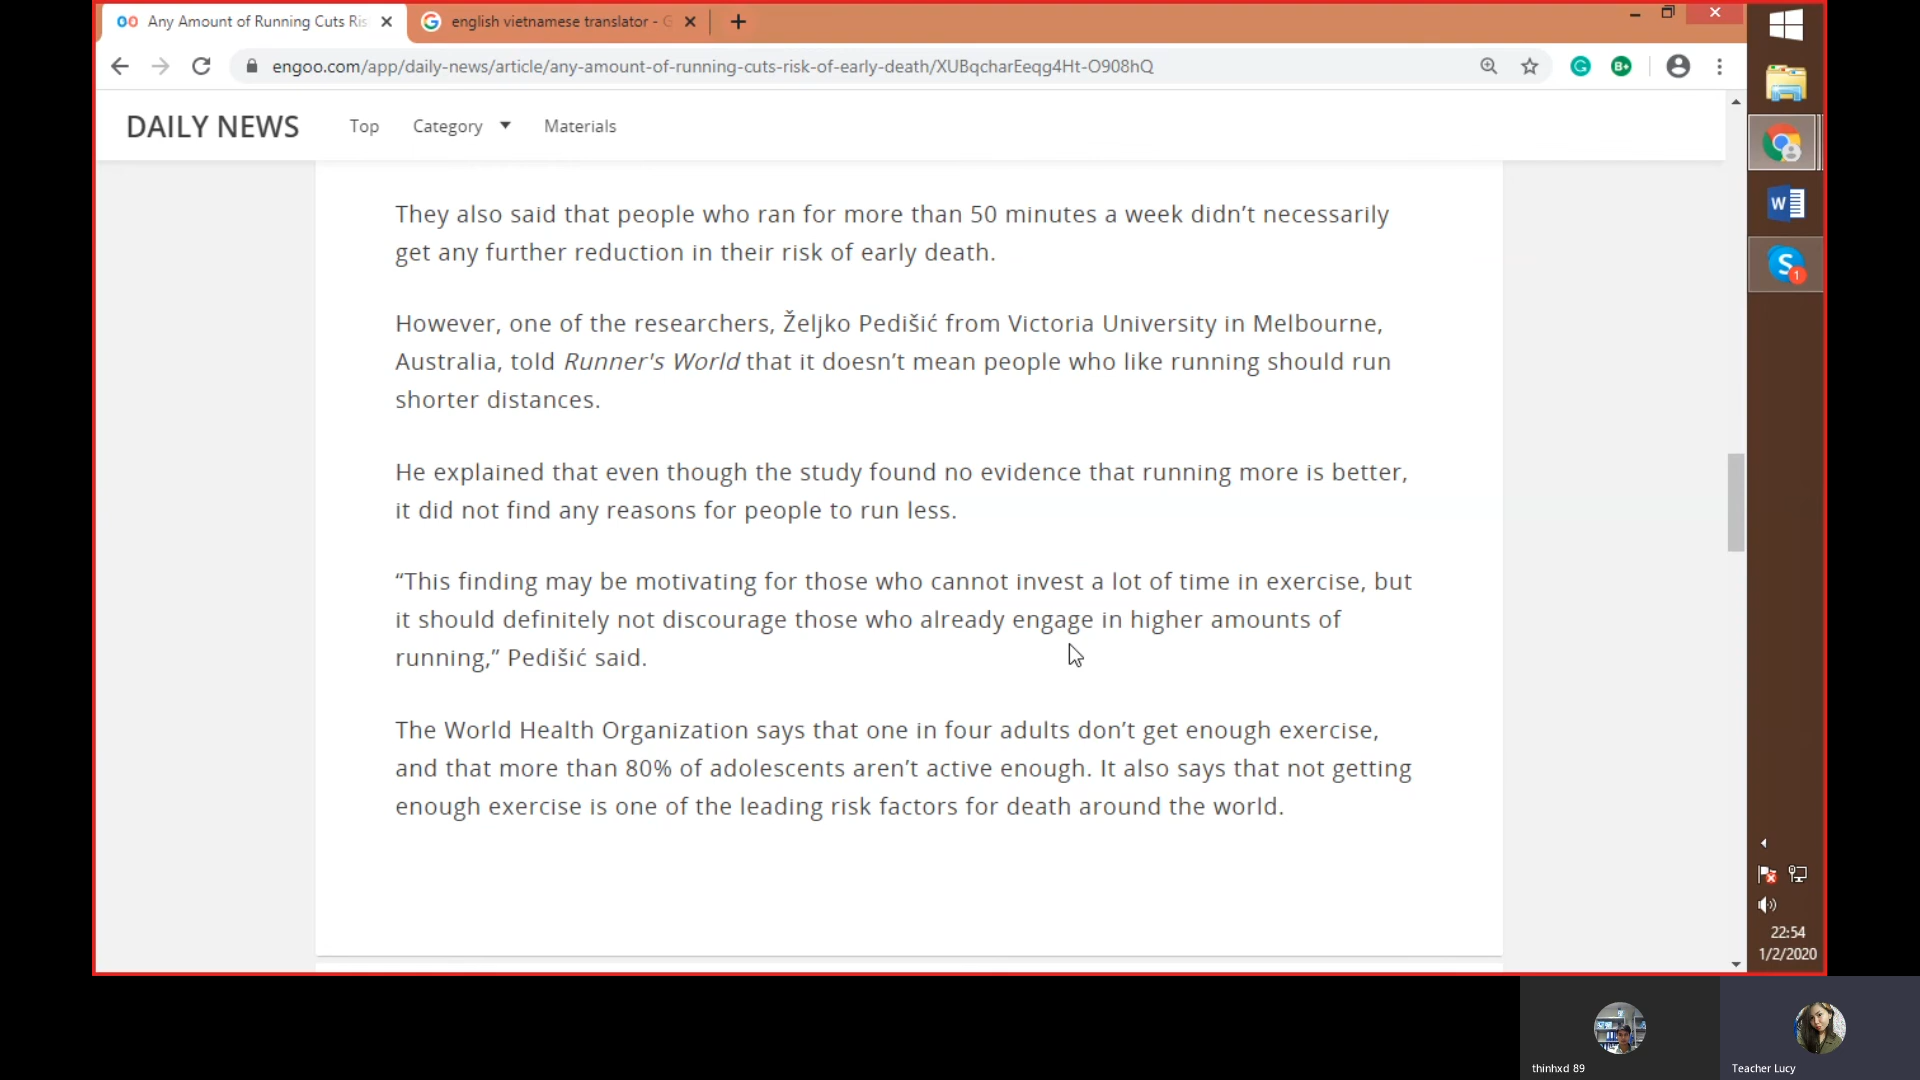 Any Amount of Running Cuts Ris
english vietnamese translator - G
engoo.com/app/daily-news/article/any-amount-of-running-cuts-risk-of-early-death/XUBqcharEeqg4Ht-O908hQ
B+
DAILY NEWS
Top
Category
Materials
They also said that people who ran for more than 50 minutes a week didn’t necessarily
get any further reduction in their risk of early death.
However, one of the researchers, Željko Pedišić from Victoria University in Melbourne,
Australia, told Runner's World that it doesn’t mean people who like running should run
shorter distances.
He explained that even though the study found no evidence that running more is better,
it did not find any reasons for people to run less.
“This finding may be motivating for those who cannot invest a lot of time in exercise, but
it should definitely not discourage those who already engage in higher amounts of
running,” Pedišić said.
The World Health Organization says that one in four adults don’t get enough exercise,
and that more than 80% of adolescents aren’t active enough. It also says that not getting
enough exercise is one of the leading risk factors for death around the world.
W
S
1
22:54
1/2/2020
thinhxd 89
Teacher Lucy